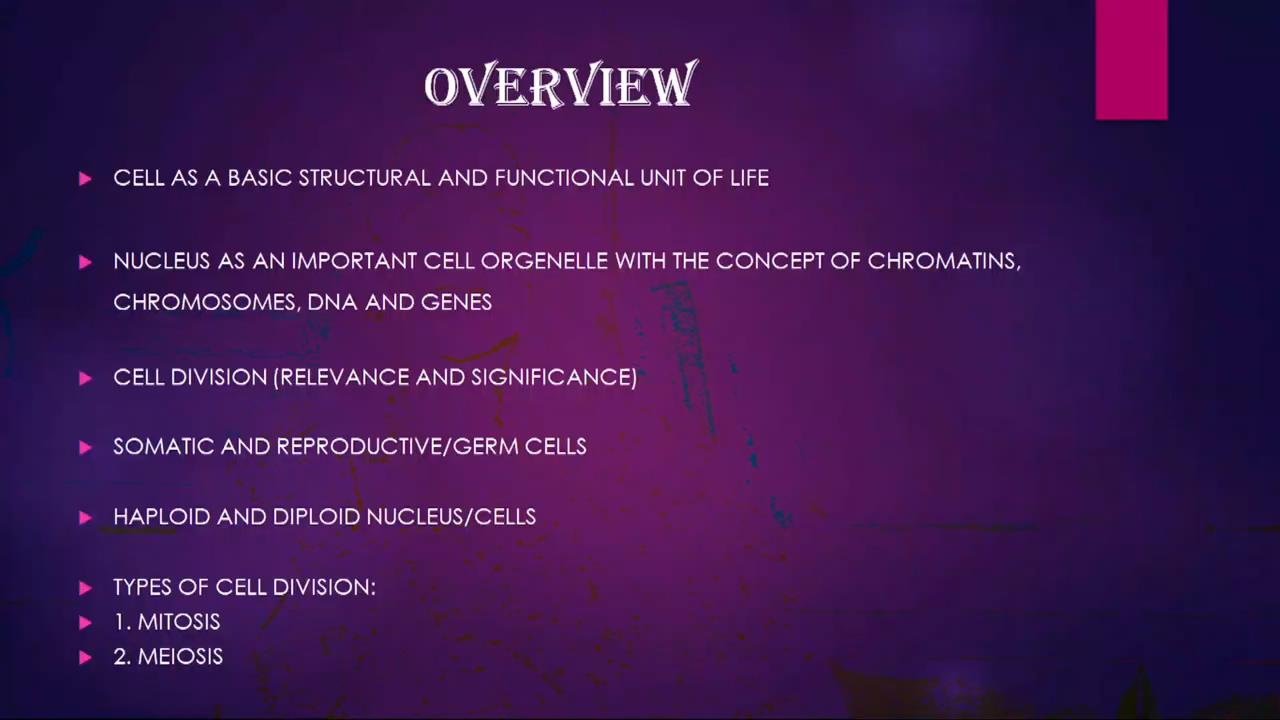 OVERVIEW
CELL AS A BASIC STRUCTURAL AND FUNCTIONAL UNIT OF LIFE
NUCLEUS AS AN IMPORTANT CELL ORGENELLE WITH THE CONCEPT OF CHROMATINS,
CHROMOSOMES, DNA AND GENES
CELL DIVISION (RELEVANCE AND SIGNIFICANCE)
SOMATIC AND REPRODUCTIVE/GERM CELLS
HAPLOID AND DIPLOID NUCLEUS/CELLS
TYPES OF CELL DIVISION:
1. MITOSIS
2. MEIOSIS